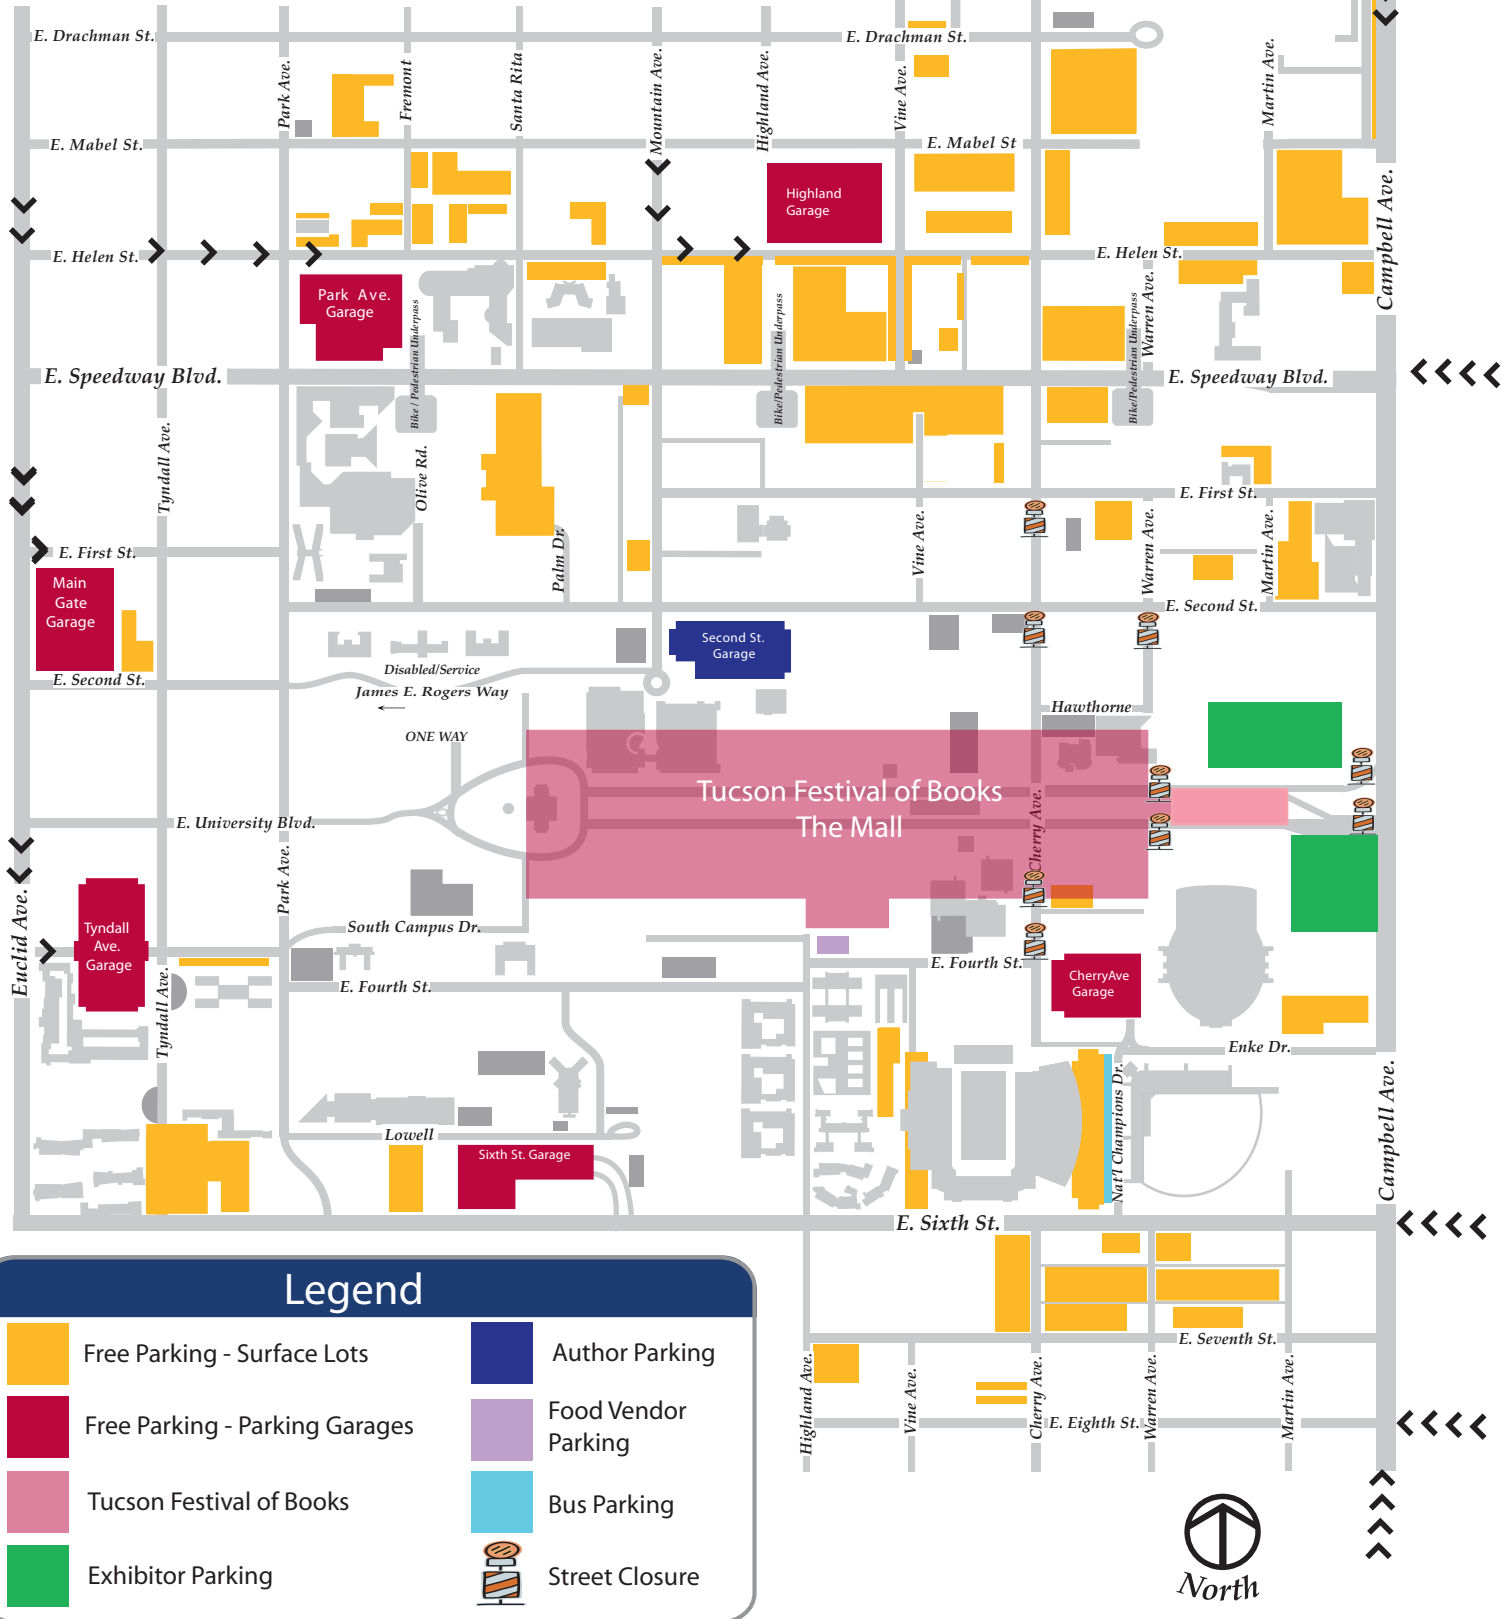 E. Drachman St.
E. Drachman St.
Park Ave.
Fremont
Santa Rita
Mountain Ave.
Highland Ave.
Vine Ave.
Martin Ave.
E. Mabel St.
E. Mabel St
Highland
Garage
Campbell Ave.
E. Helen St.
E. Helen St.
Park Ave.
Garage
Bike / Pedestrian Underpass
Bike/Pedestrian Underpass
Bike/Pedestrian Underpass
Warren Ave.
E. Speedway Blvd.
E. Speedway Blvd.
Tyndall Ave.
Olive Rd.
E. First St.
Palm Dr.
Vine Ave.
Warren Ave.
Martin Ave.
E. First St.
Main
Gate
Garage
E. Second St.
Second St.
Garage
E. Second St.
Disabled/Service
James E. Rogers Way
ONE WAY
Hawthorne
Tucson Festival of Books
The Mall
Cherry Ave.
E. University Blvd.
Park Ave.
Euclid Ave.
Tyndall
Ave.
Garage
South Campus Dr.
E. Fourth St.
CherryAve
Garage
E. Fourth St.
Tyndall Ave.
Enke Dr.
Nat'l Champions Dr.
Campbell Ave.
Lowell
Sixth St. Garage
E. Sixth St.
E. Seventh St.
Highland Ave.
Vine Ave.
Cherry Ave.
E. Eighth St.
Warren Ave.
Martin Ave.
Legend
Free Parking - Surface Lots
Free Parking - Parking Garages
Tucson Festival of Books
Exhibitor Parking
Author Parking
Food Vendor
Parking
Bus Parking
Street Closure
North